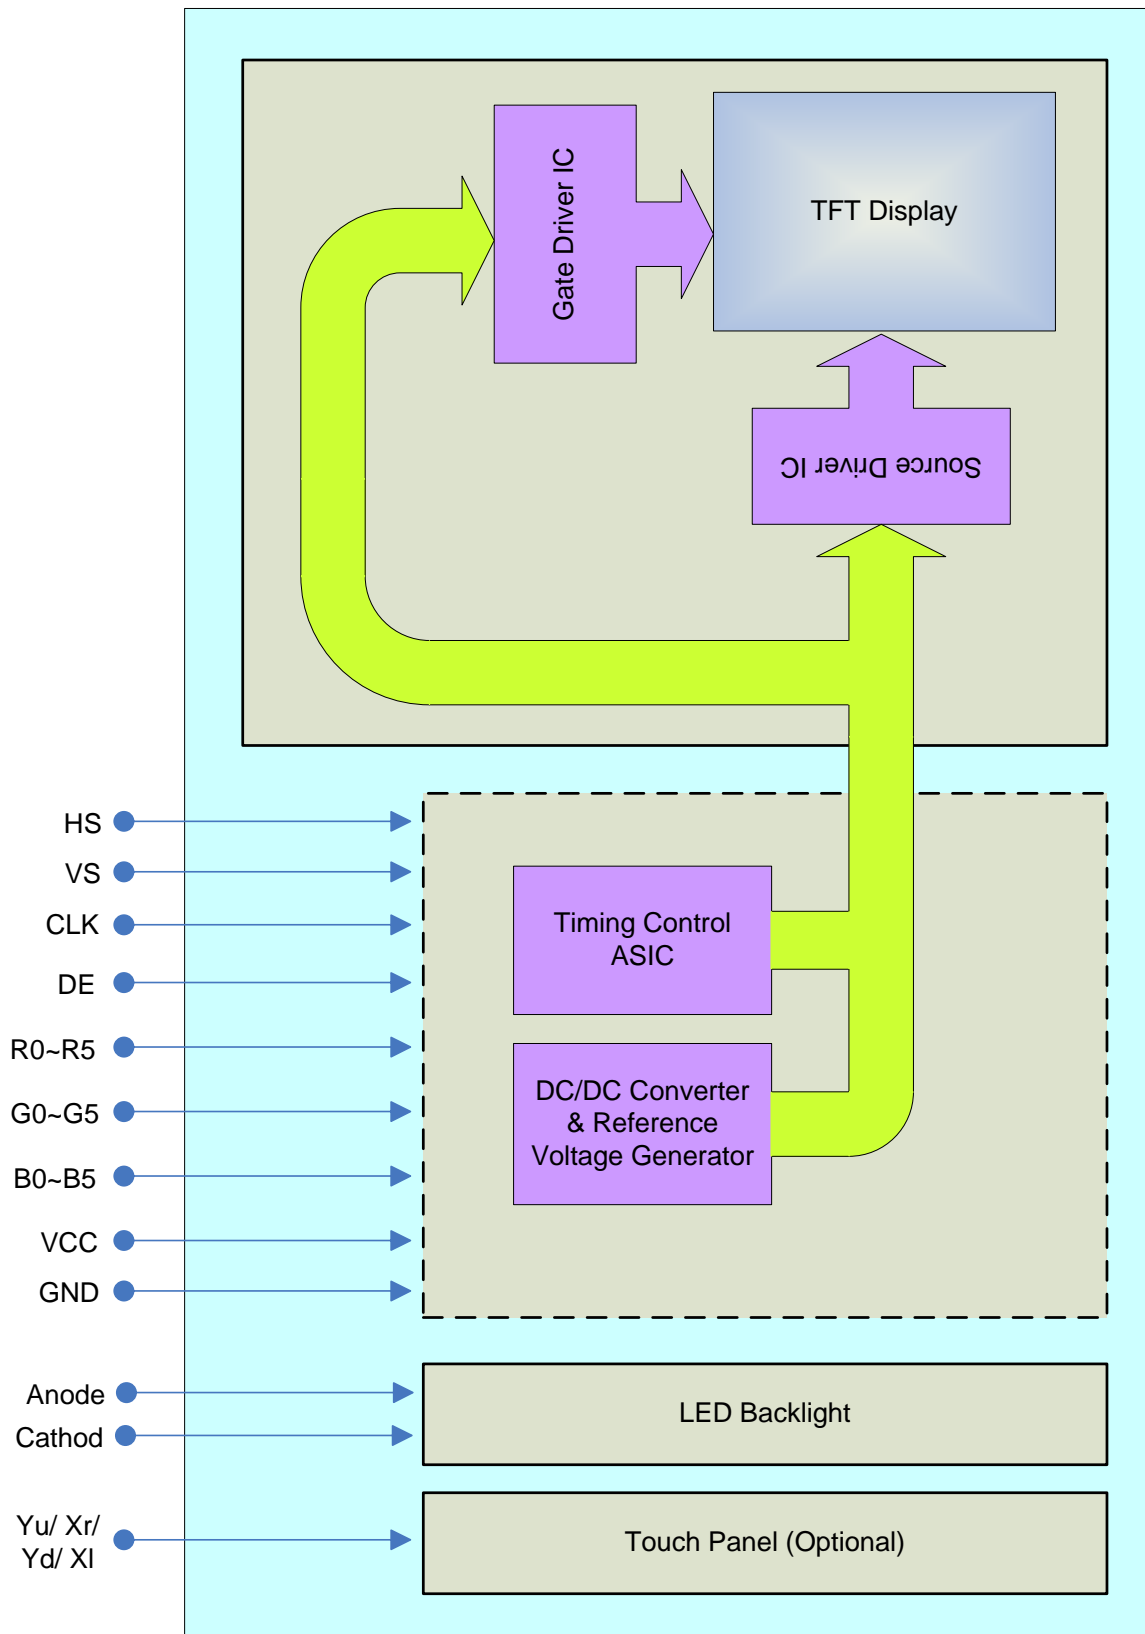 Gate Driver IC
TFT Display
Source Driver IC
HS
VS
CLK
DE
R0~R5
G0~G5
B0~B5
VCC
GND
Timing Control
ASIC
DC/DC Converter
& Reference
Voltage Generator
Anode
Cathod
LED Backlight
Yu/ Xr/
Yd/ Xl
Touch Panel (Optional)